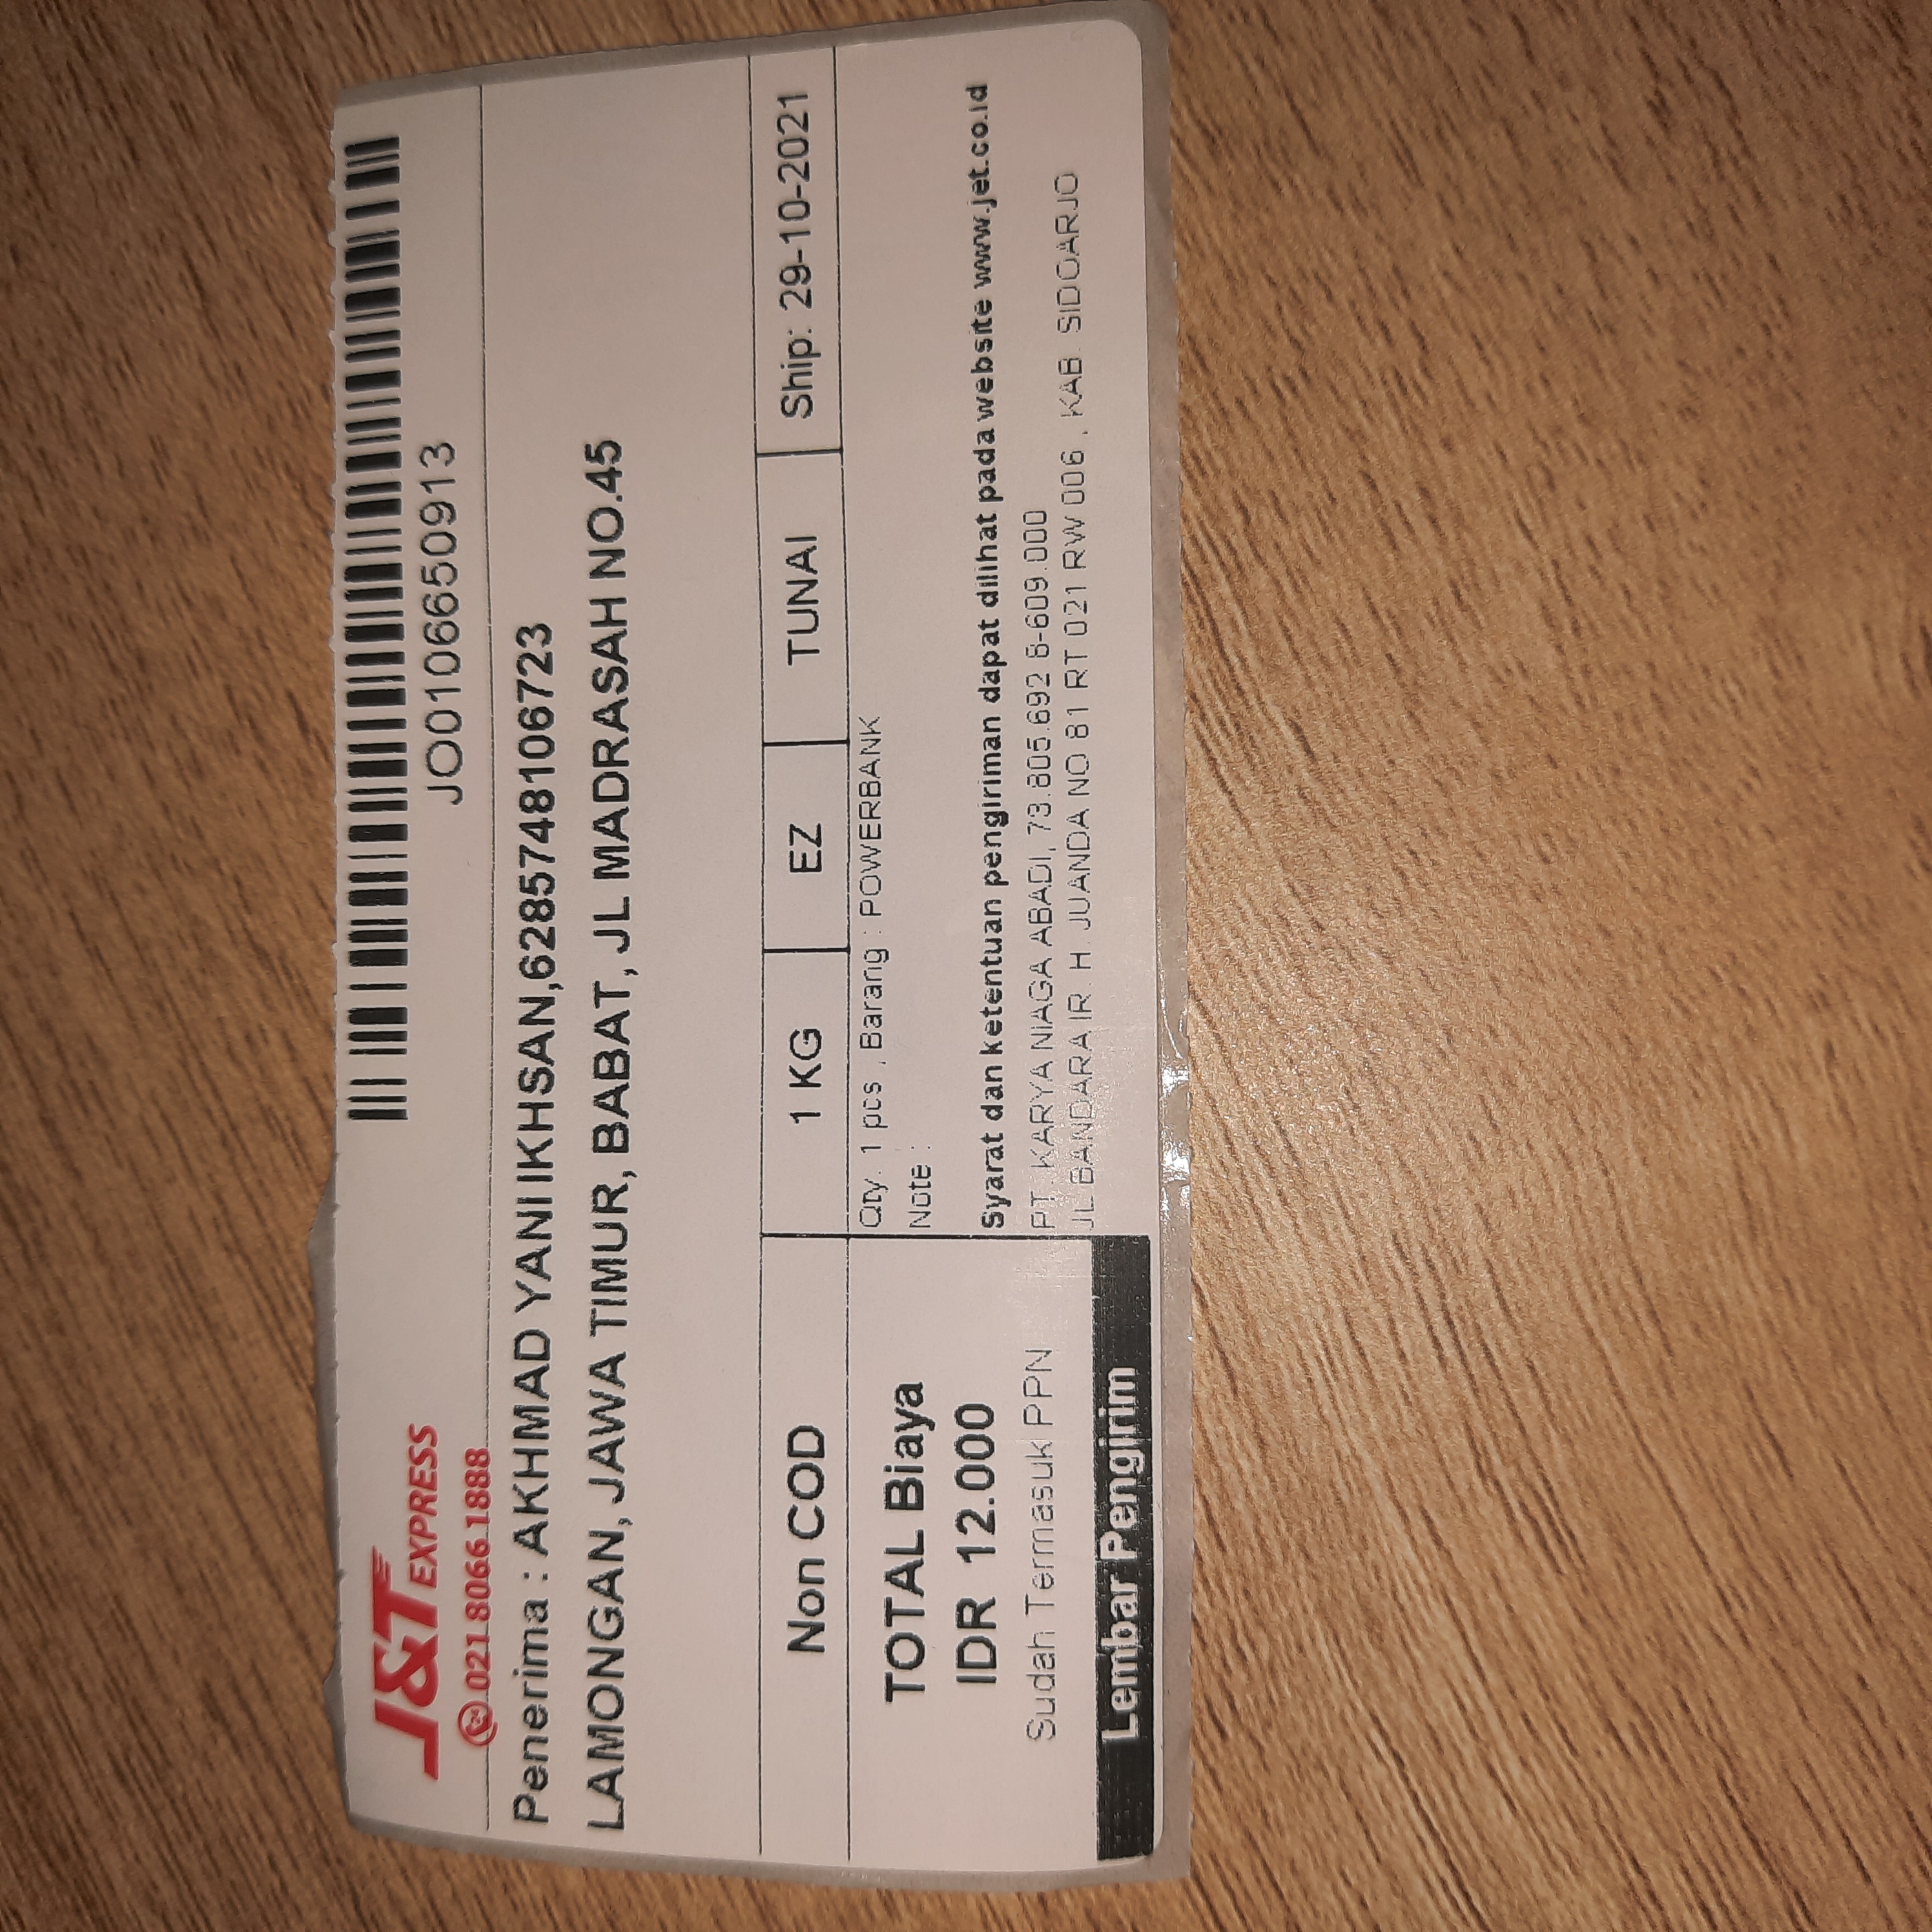 J&T EXPRESS
021 8066 1888
JO0106650913
Penerima : AKHMAD YANI IKHSAN,6285748106723
LAMONGAN, JAWA TIMUR, BABAT, JL MADRASAH NO.45
Non COD 1 KG EZ TUNAI Ship: 29-10-2021
TOTAL Biaya
IDR 12.000
Sudah Termasuk PPN
Lembar Pengirim
Qty. 1 pcs , Barang : POWERBANK
Note :
Syarat dan ketentuan pengiriman dapat dilihat pada website www.jet.co.id
PT. KARYA NIAGA ABADI, 73.805.692 8-609.000
JL BANDARA IR. H. JUANDA NO 81 RT 021 RW 006 , KAB. SIDOARJO